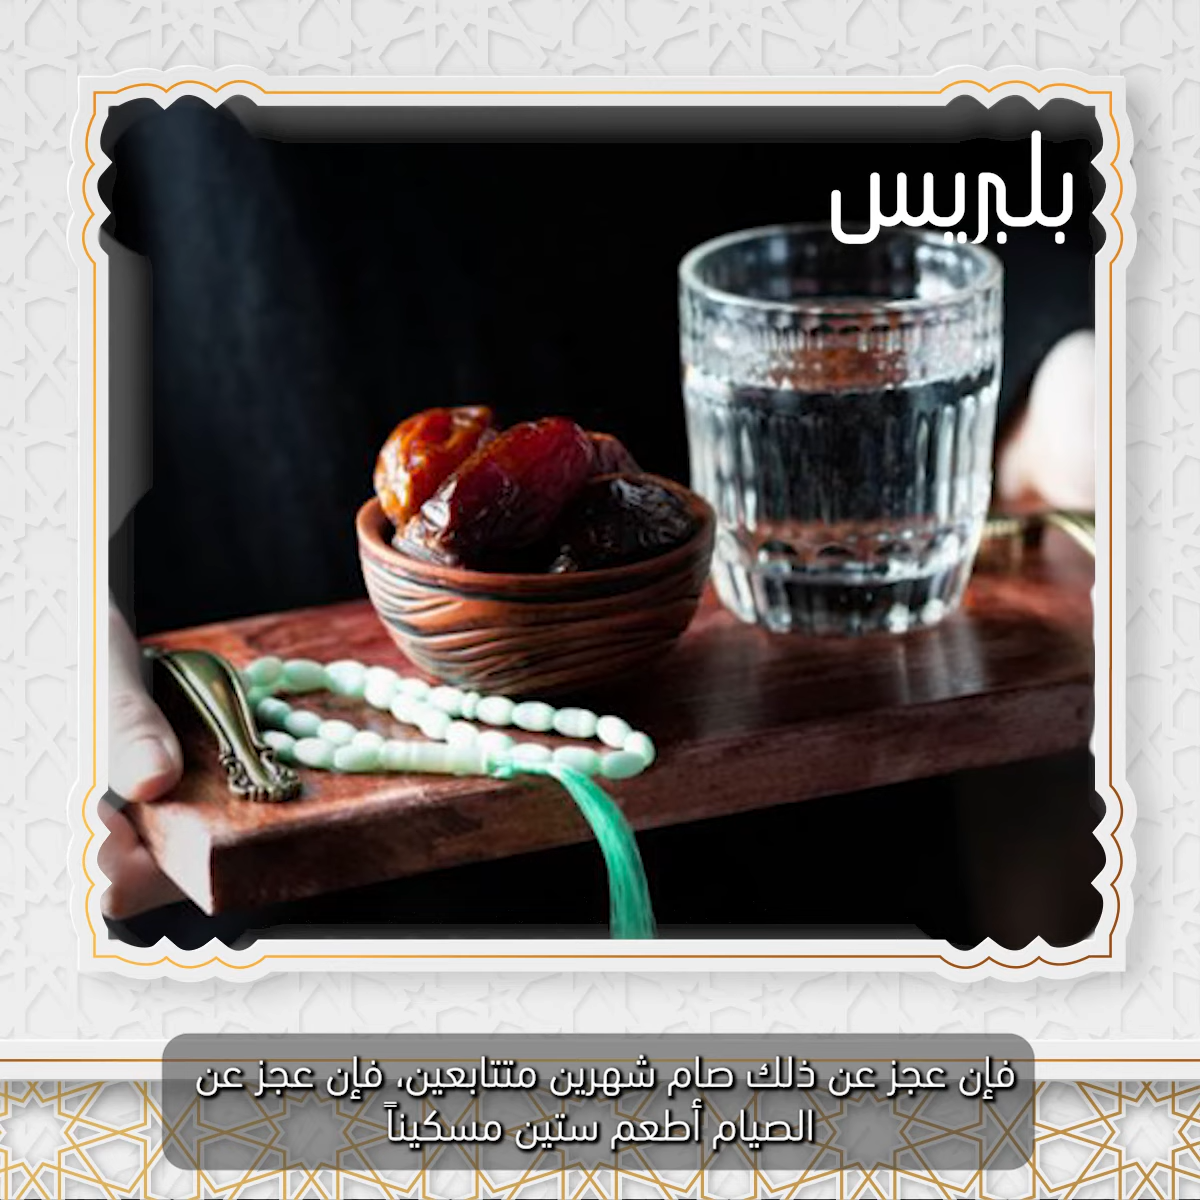 بلبريس
فإن عجز عن ذلك صام شهرين متتابعين، فإن عجز عن
الصيام أطعم ستين مسكيناً